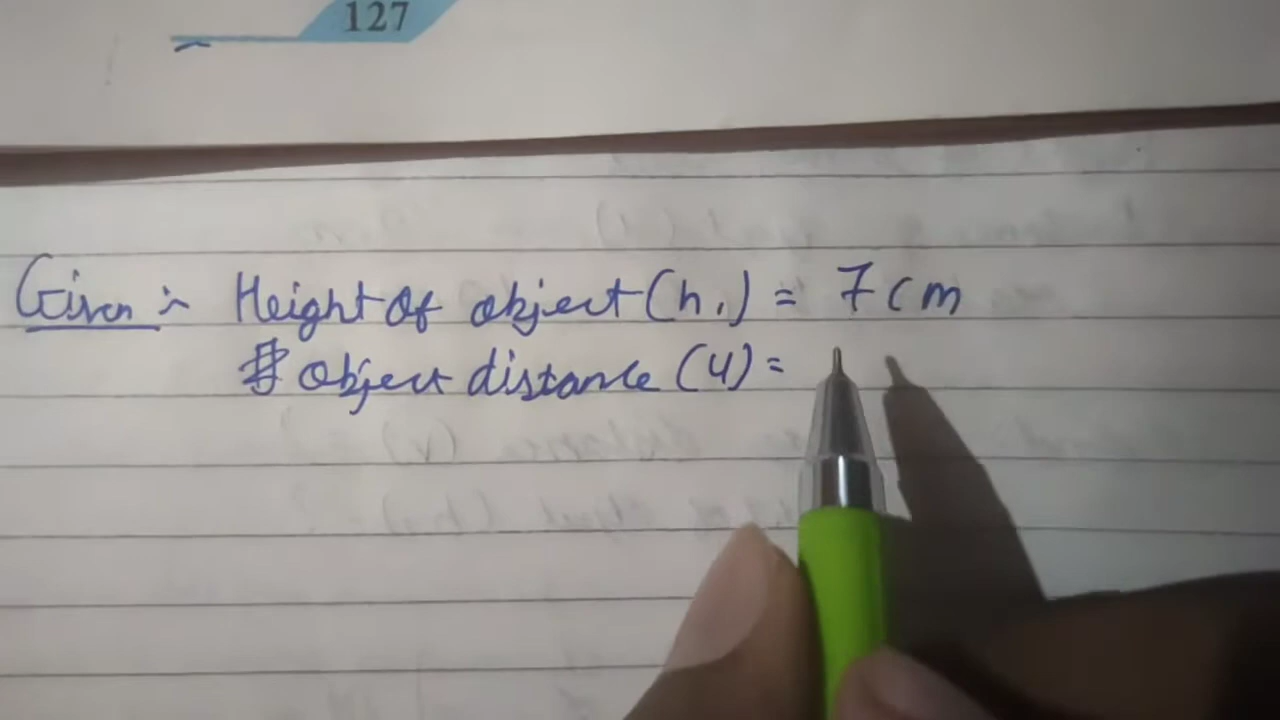 127
Given :- Height of object (h₁) = 7 cm
object distance (u) =